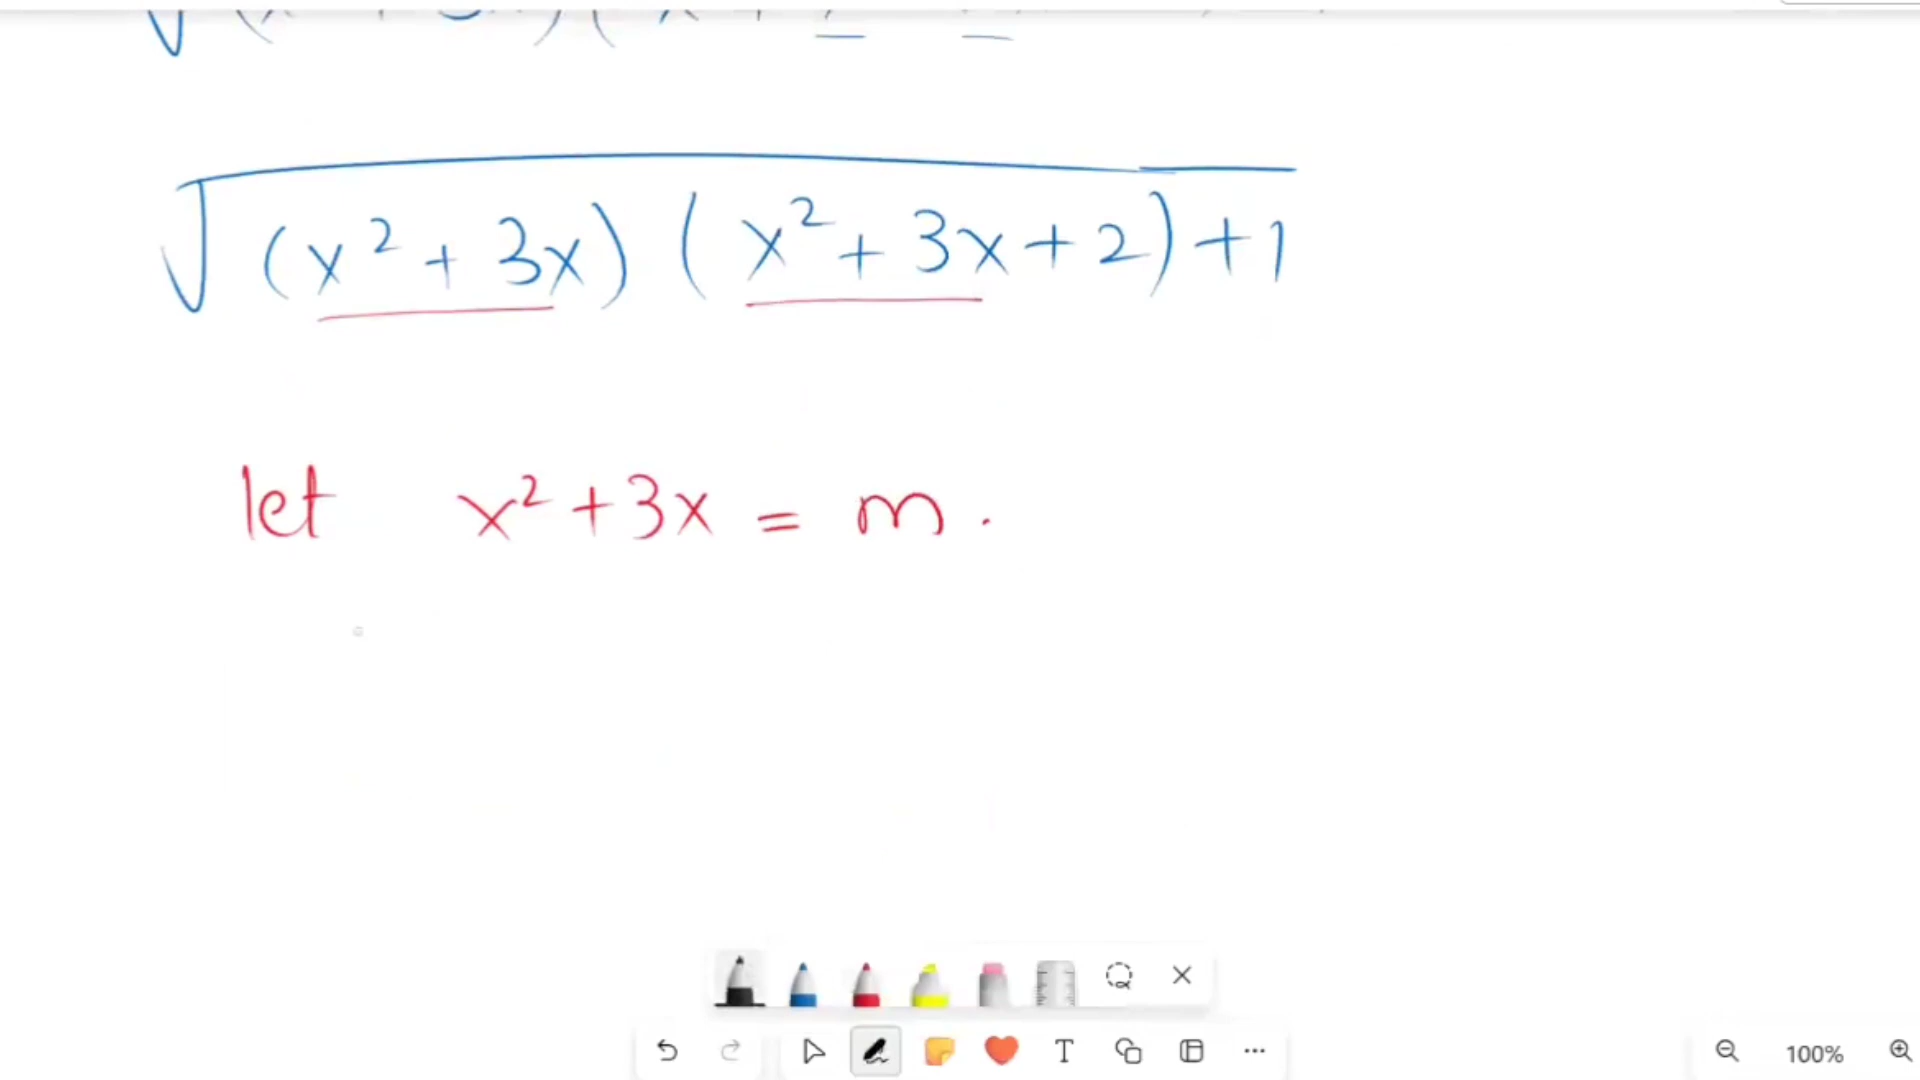 √(x² + 3x) (x² + 3x + 2) + 1
let x² + 3x = m.
T
100%